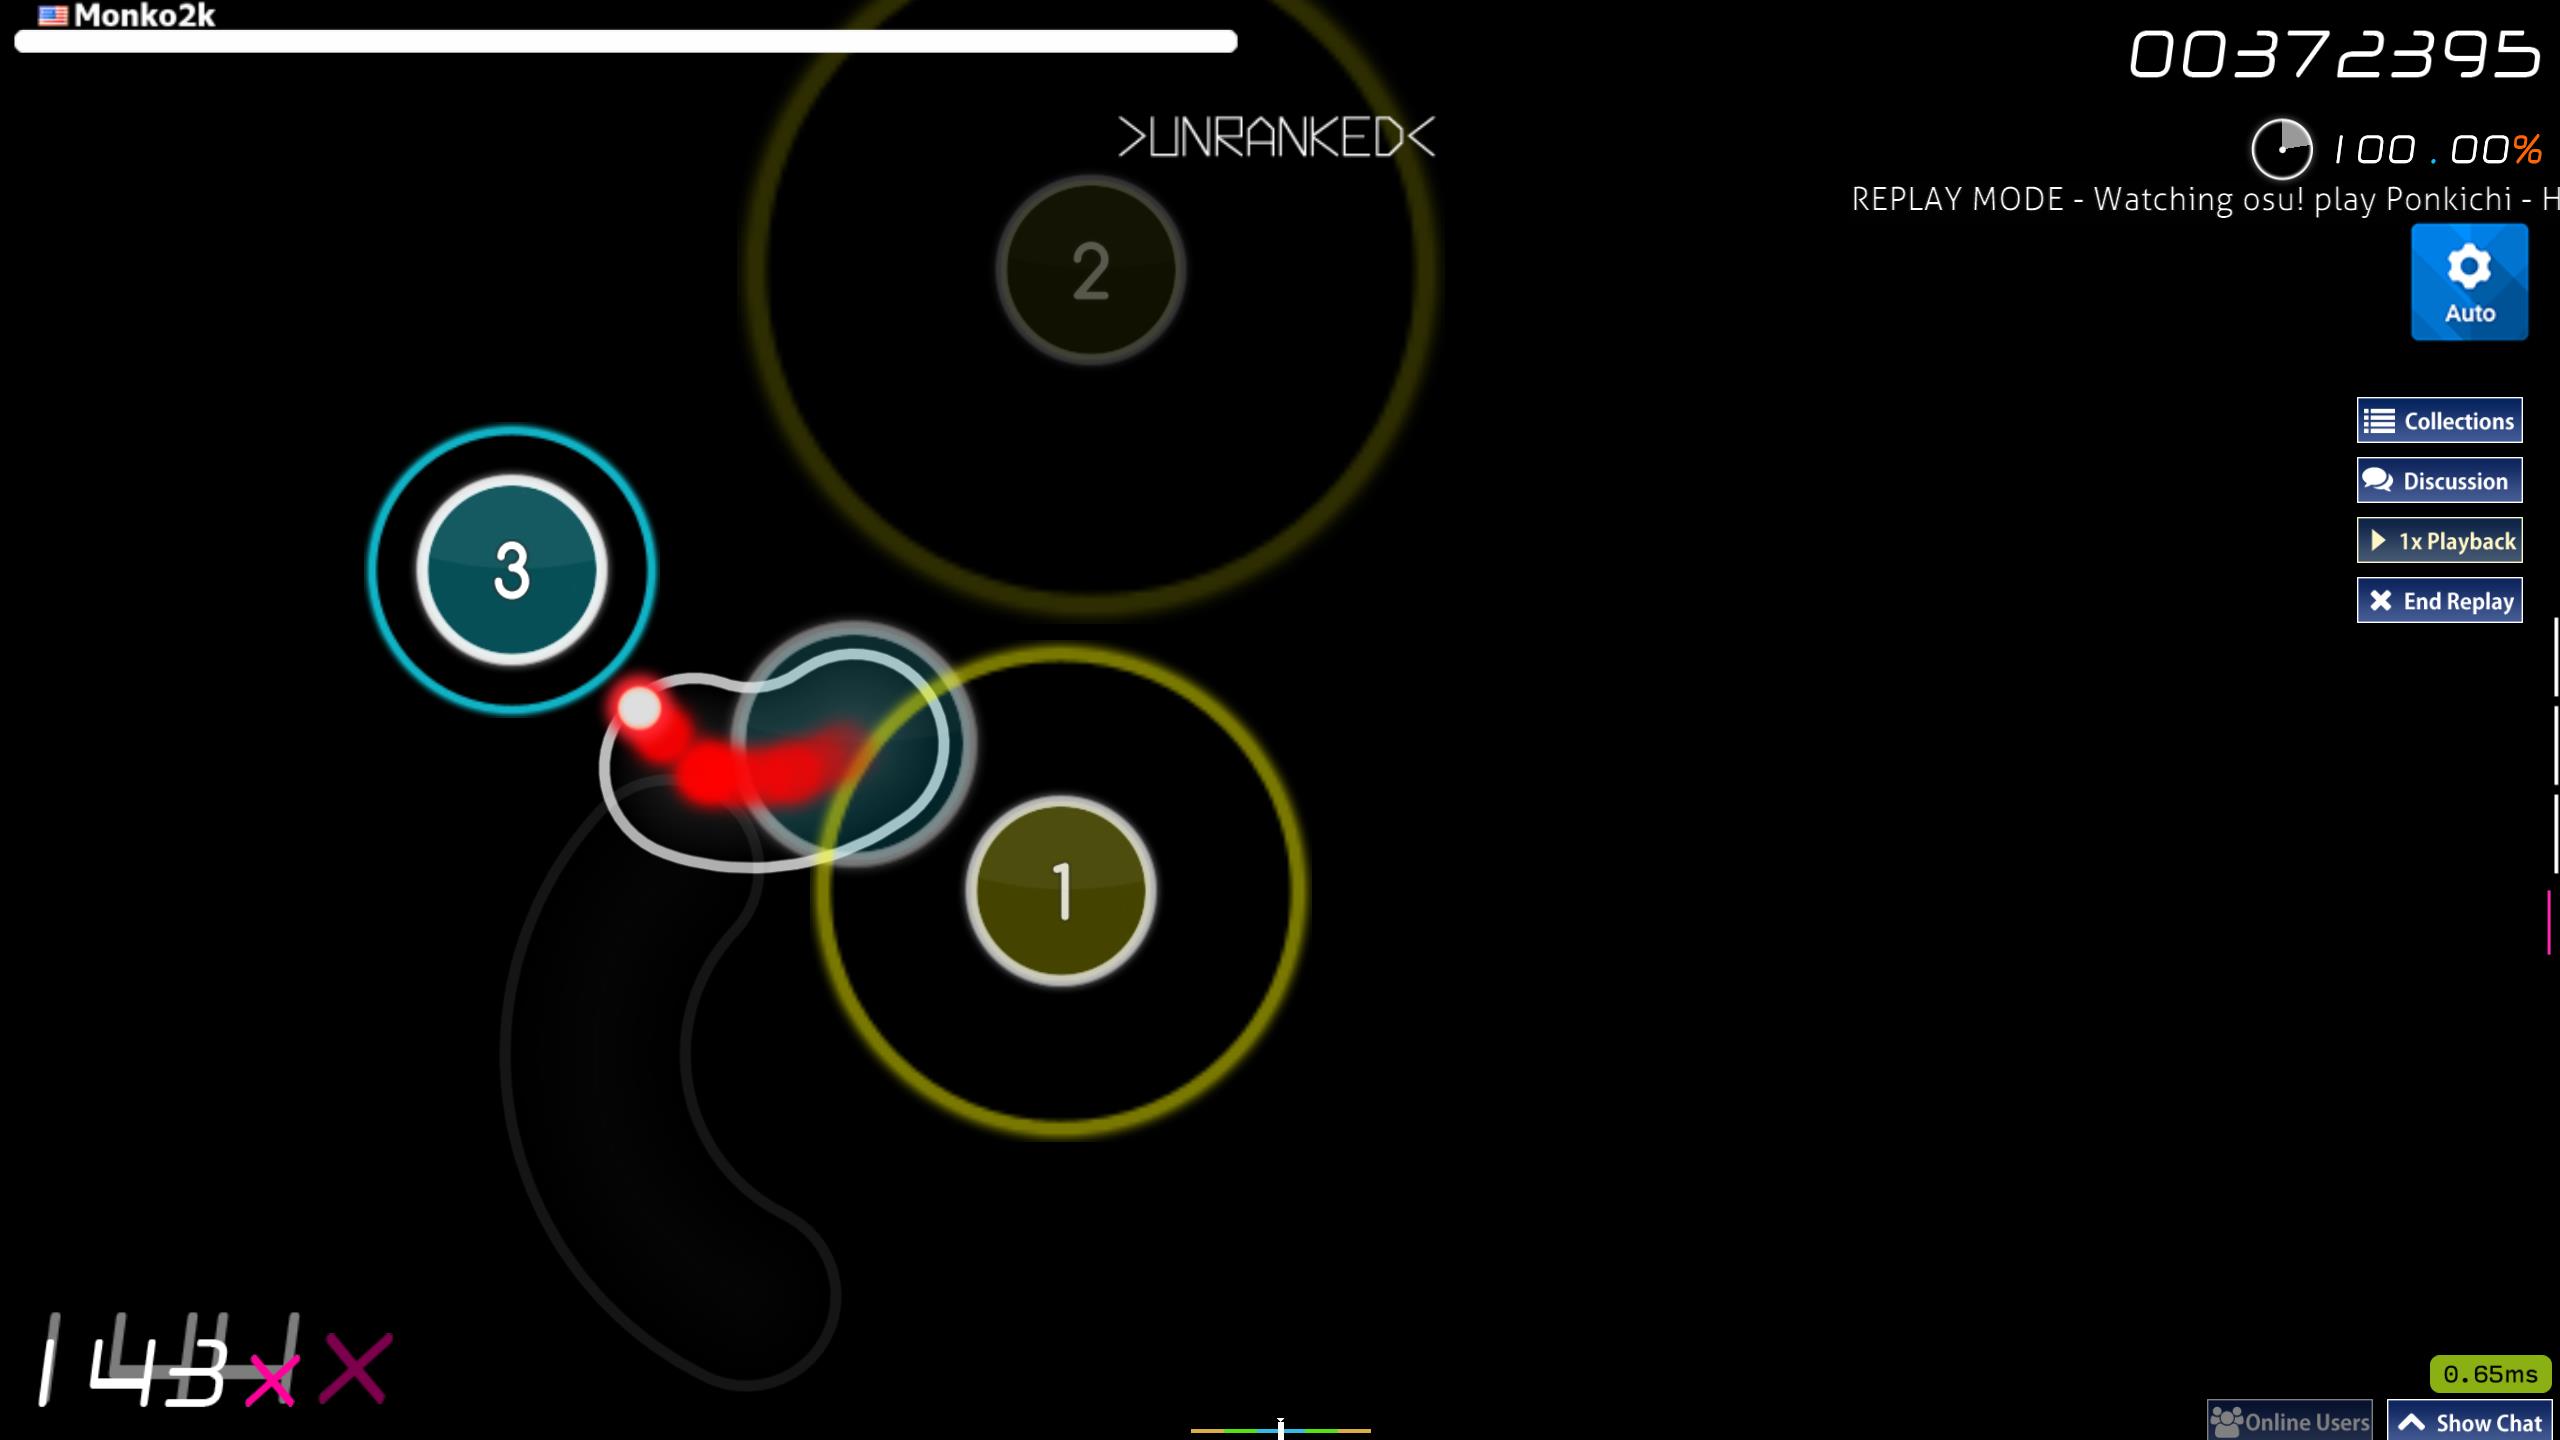 Monko2k
00372395
>UNRANKED<
100.00%
REPLAY MODE - Watching osu! play Ponkichi - H
2
Auto
Collections
Discussion
1x Playback
3
End Replay
1
143x
0.65ms
Online Users
Show Chat